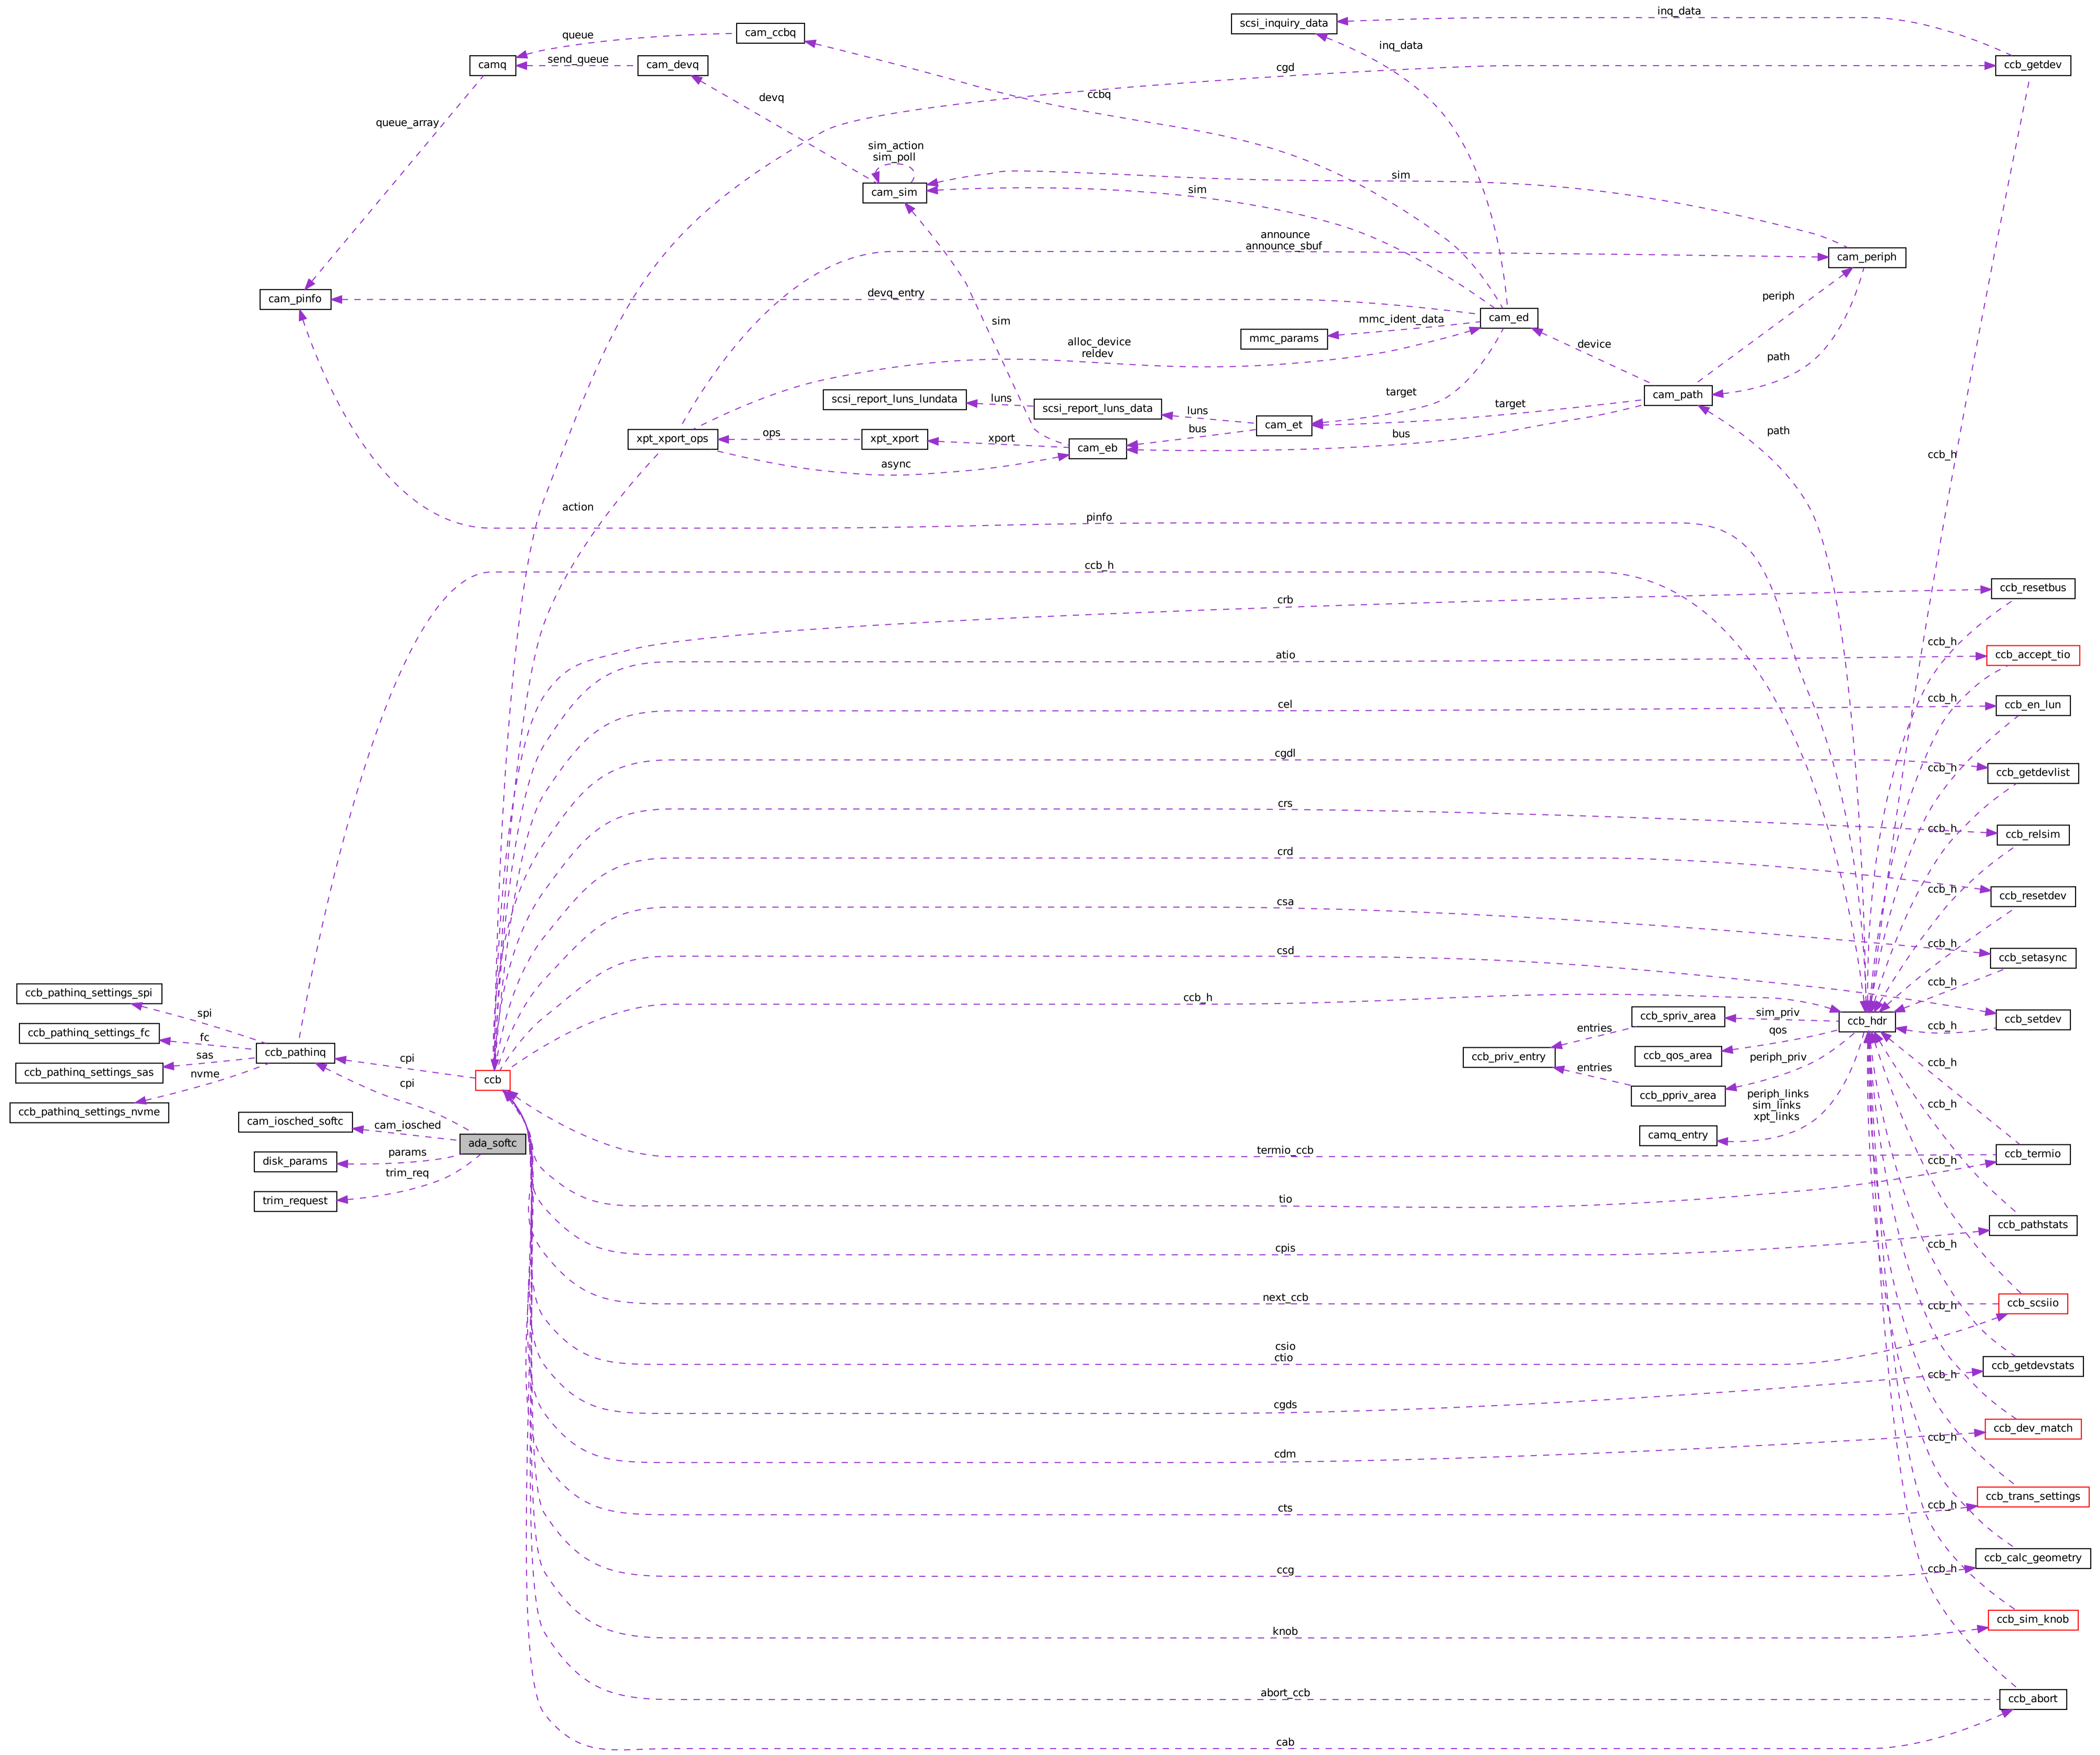 inq_data
scsi_inquiry_data
cam_ccbq
queue
inq_data
send_queue
camq
cam_devq
cgd
ccb_getdev
devq
ccbq
queue_array
sim_action
sim_poll
cam_sim
sim
sim
announce
announce_sbuf
cam_periph
cam_pinfo
devq_entry
periph
sim
mmc_ident_data
cam_ed
mmc_params
alloc_device
reldev
device
path
scsi_report_luns_lundata
luns
scsi_report_luns_data
target
cam_path
luns
cam_et
target
xpt_xport_ops
ops
xpt_xport
xport
cam_eb
bus
bus
path
async
ccb_h
action
pinfo
ccb_h
crb
ccb_resetbus
ccb_h
atio
ccb_accept_tio
ccb_h
cel
ccb_en_lun
cgdl
ccb_h
ccb_getdevlist
crs
ccb_h
ccb_relsim
crd
ccb_h
ccb_resetdev
csa
ccb_h
csd
ccb_setasync
ccb_h
ccb_pathinq_settings_spi
ccb_h
spi
sim_priv
ccb_spriv_area
ccb_hdr
ccb_setdev
ccb_h
ccb_pathinq_settings_fc
fc
entries
qos
ccb_pathinq
sas
cpi
ccb_priv_entry
ccb_qos_area
periph_priv
ccb_h
ccb_pathinq_settings_sas
nvme
cpi
ccb
entries
ccb_ppriv_area
periph_links
sim_links
xpt_links
ccb_h
ccb_pathinq_settings_nvme
cam_iosched_softc
cam_iosched
camq_entry
ada_softc
params
termio_ccb
ccb_termio
disk_params
ccb_h
trim_req
trim_request
tio
ccb_pathstats
cpis
ccb_h
next_ccb
ccb_scsiio
ccb_h
csio
ctio
ccb_getdevstats
ccb_h
cgds
ccb_dev_match
ccb_h
cdm
ccb_trans_settings
cts
ccb_h
ccb_calc_geometry
ccg
ccb_h
ccb_sim_knob
knob
abort_ccb
ccb_abort
cab